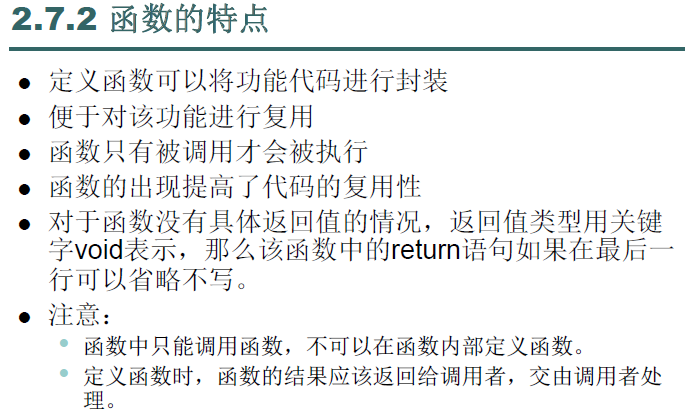 2.7.2 函数的特点
● 定义函数可以将功能代码进行封装
● 便于对该功能进行复用
● 函数只有被调用才会被执行
● 函数的出现提高了代码的复用性
● 对于函数没有具体返回值的情况，返回值类型用关键
字void表示，那么该函数中的return语句如果在最后一
行可以省略不写。
● 注意：
• 函数中只能调用函数，不可以在函数内部定义函数。
• 定义函数时，函数的结果应该返回给调用者，交由调用者处
理。